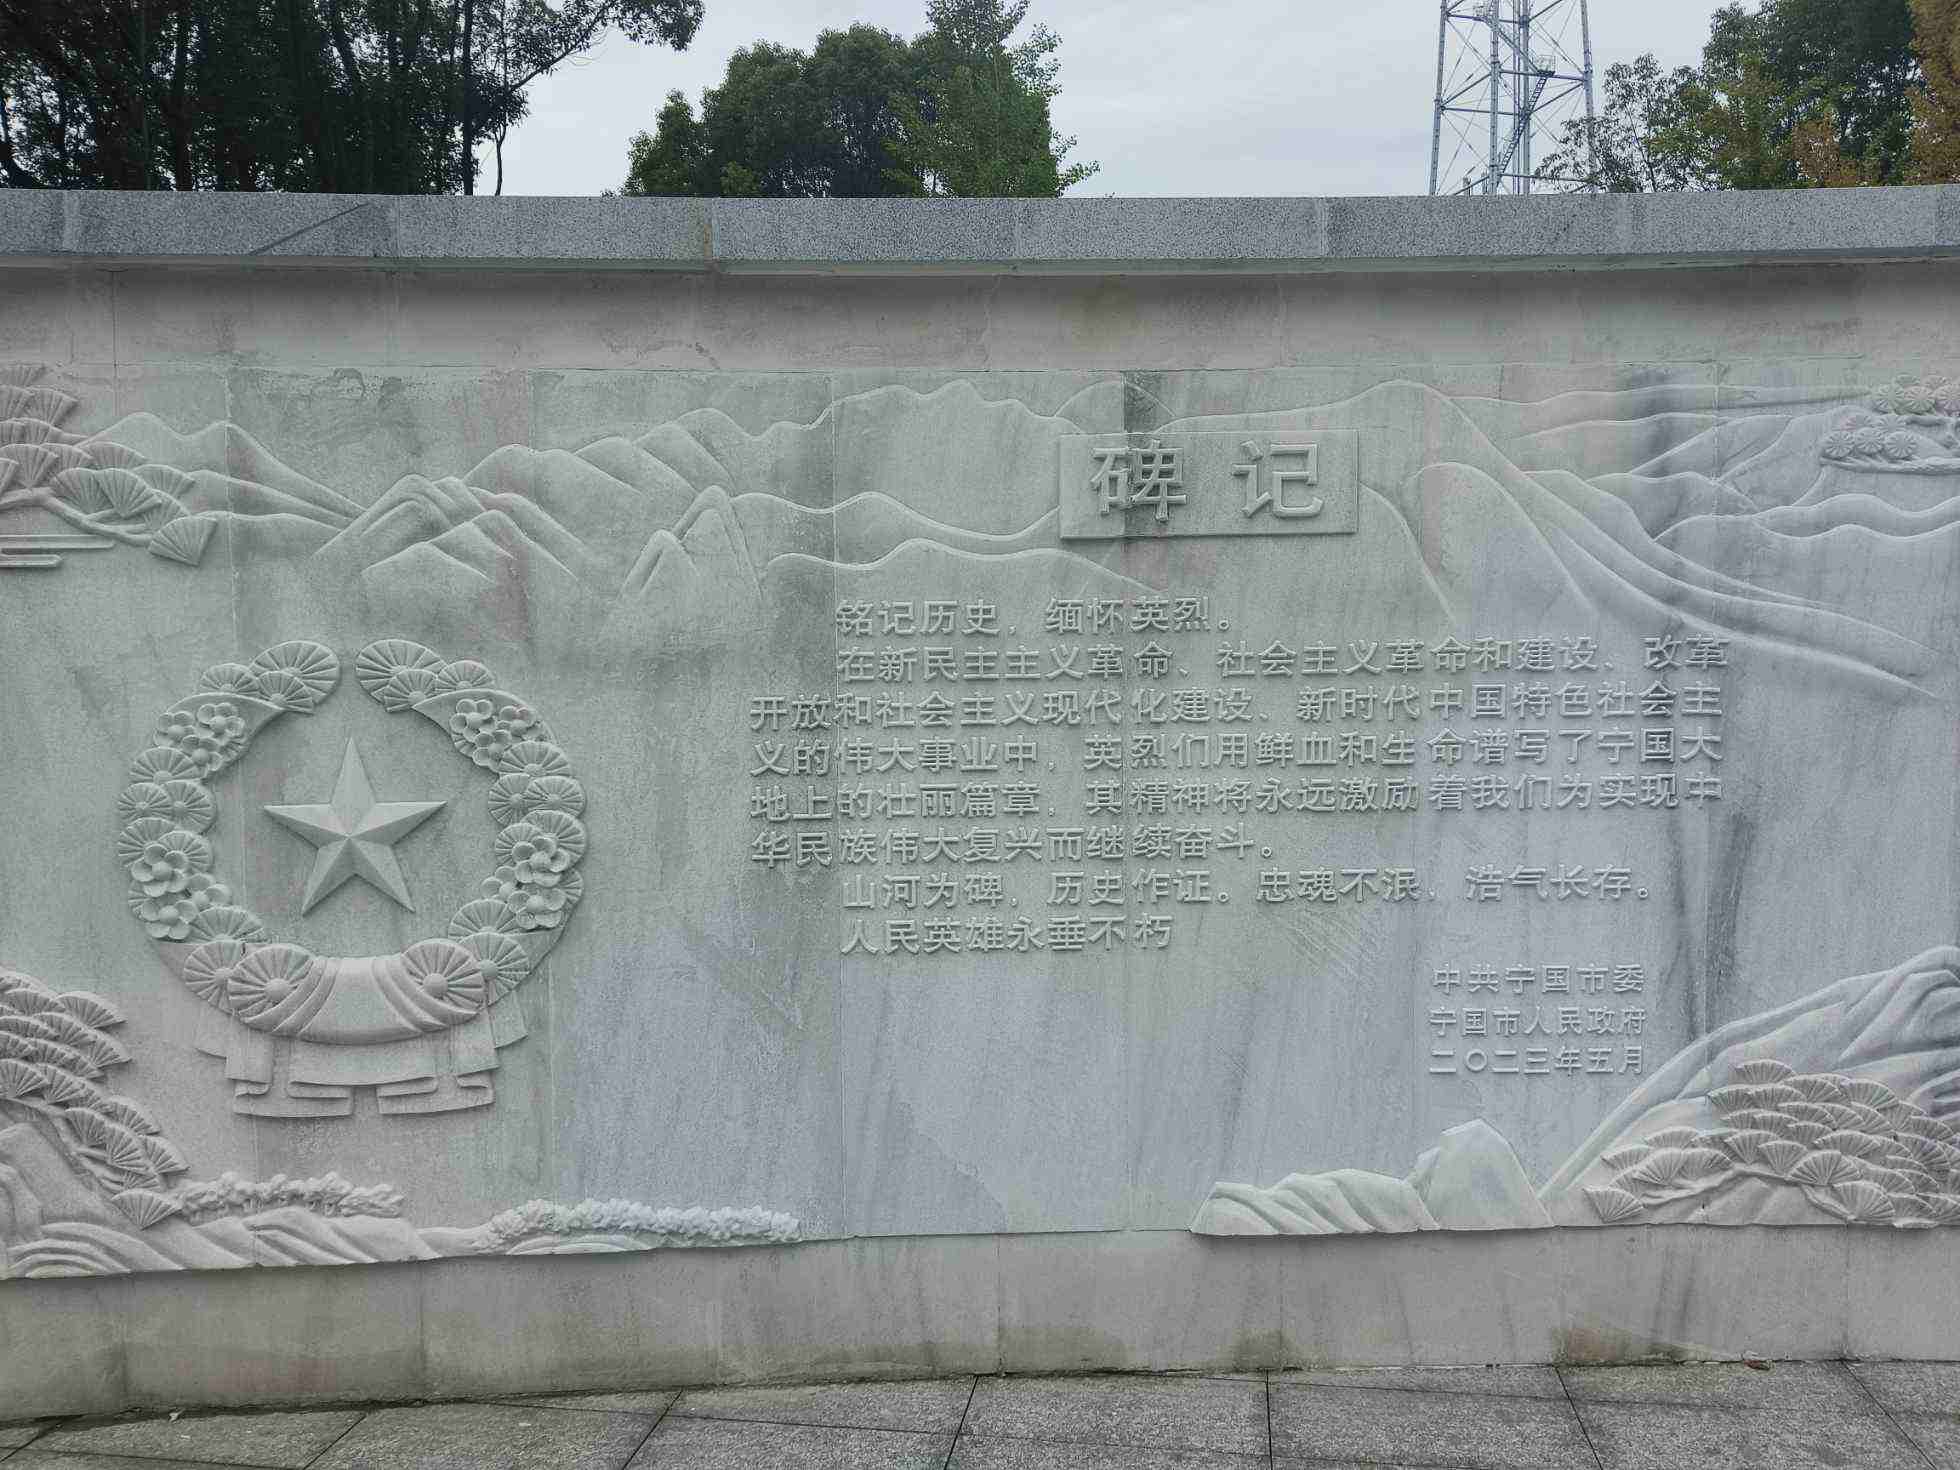 碑 记
铭记历史，缅怀英烈。
在新民主主义革命、社会主义革命和建设、改革
开放和社会主义现代化建设、新时代中国特色社会主
义的伟大事业中，英烈们用鲜血和生命谱写了宁国大
地上的壮丽篇章，其精神将永远激励着我们为实现中
华民族伟大复兴而继续奋斗。
山河为碑，历史作证。忠魂不泯、浩气长存。
人民英雄永垂不朽
中共宁国市委
宁国市人民政府
二〇二三年五月